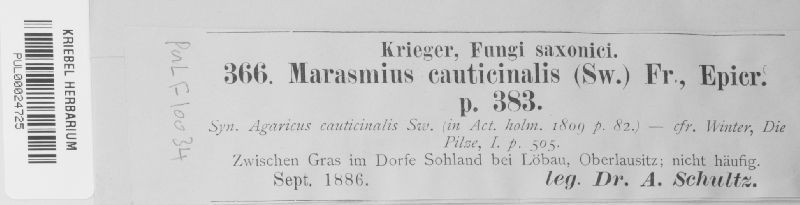 KRIEBEL HERBARIUM
PUL00024725
PUL F10034
Krieger, Fungi saxonici.
366. Marasmius cauticinalis (Sw.) Fr., Epicr.
p. 383.
Syn. Agaricus cauticinalis Sw. (in Act. holm. 1809 p. 82.) — cfr. Winter, Die
Pilze, I. p. 505.
Zwischen Gras im Dorfe Sohland bei Löbau, Oberlausitz; nicht häufig.
Sept. 1886. leg. Dr. A. Schultz.